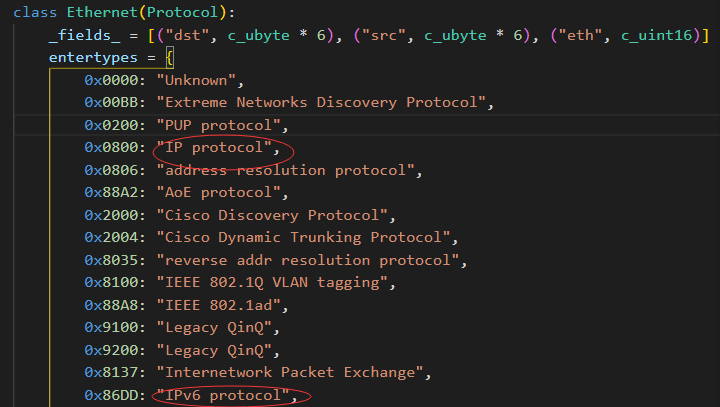 class Ethernet(Protocol):
    _fields_ = [("dst", c_ubyte * 6), ("src", c_ubyte * 6), ("eth", c_uint16)]
    entertypes = {
        0x0000: "Unknown",
        0x00BB: "Extreme Networks Discovery Protocol",
        0x0200: "PUP protocol",
        0x0800: "IP protocol",
        0x0806: "address resolution protocol",
        0x88A2: "AoE protocol",
        0x2000: "Cisco Discovery Protocol",
        0x2004: "Cisco Dynamic Trunking Protocol",
        0x8035: "reverse addr resolution protocol",
        0x8100: "IEEE 802.1Q VLAN tagging",
        0x88A8: "IEEE 802.1ad",
        0x9100: "Legacy QinQ",
        0x9200: "Legacy QinQ",
        0x8137: "Internetwork Packet Exchange",
        0x86DD: "IPv6 protocol",